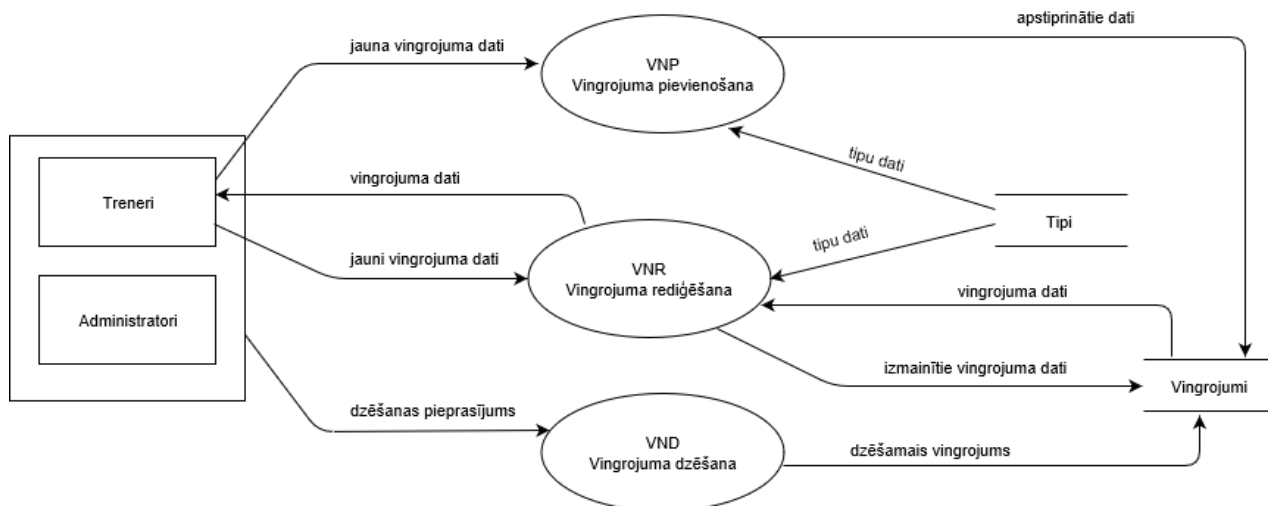 apstiprinātie dati
jauna vingrojuma dati
VNP
Vingrojuma pievienošana
tipu dati
Treneri
vingrojuma dati
Tipi
tipu dati
jauni vingrojuma dati
VNR
Vingrojuma rediģēšana
vingrojuma dati
Administratori
izmainītie vingrojuma dati
Vingrojumi
dzēšanas pieprasījums
VND
Vingrojuma dzēšana
dzēšamais vingrojums